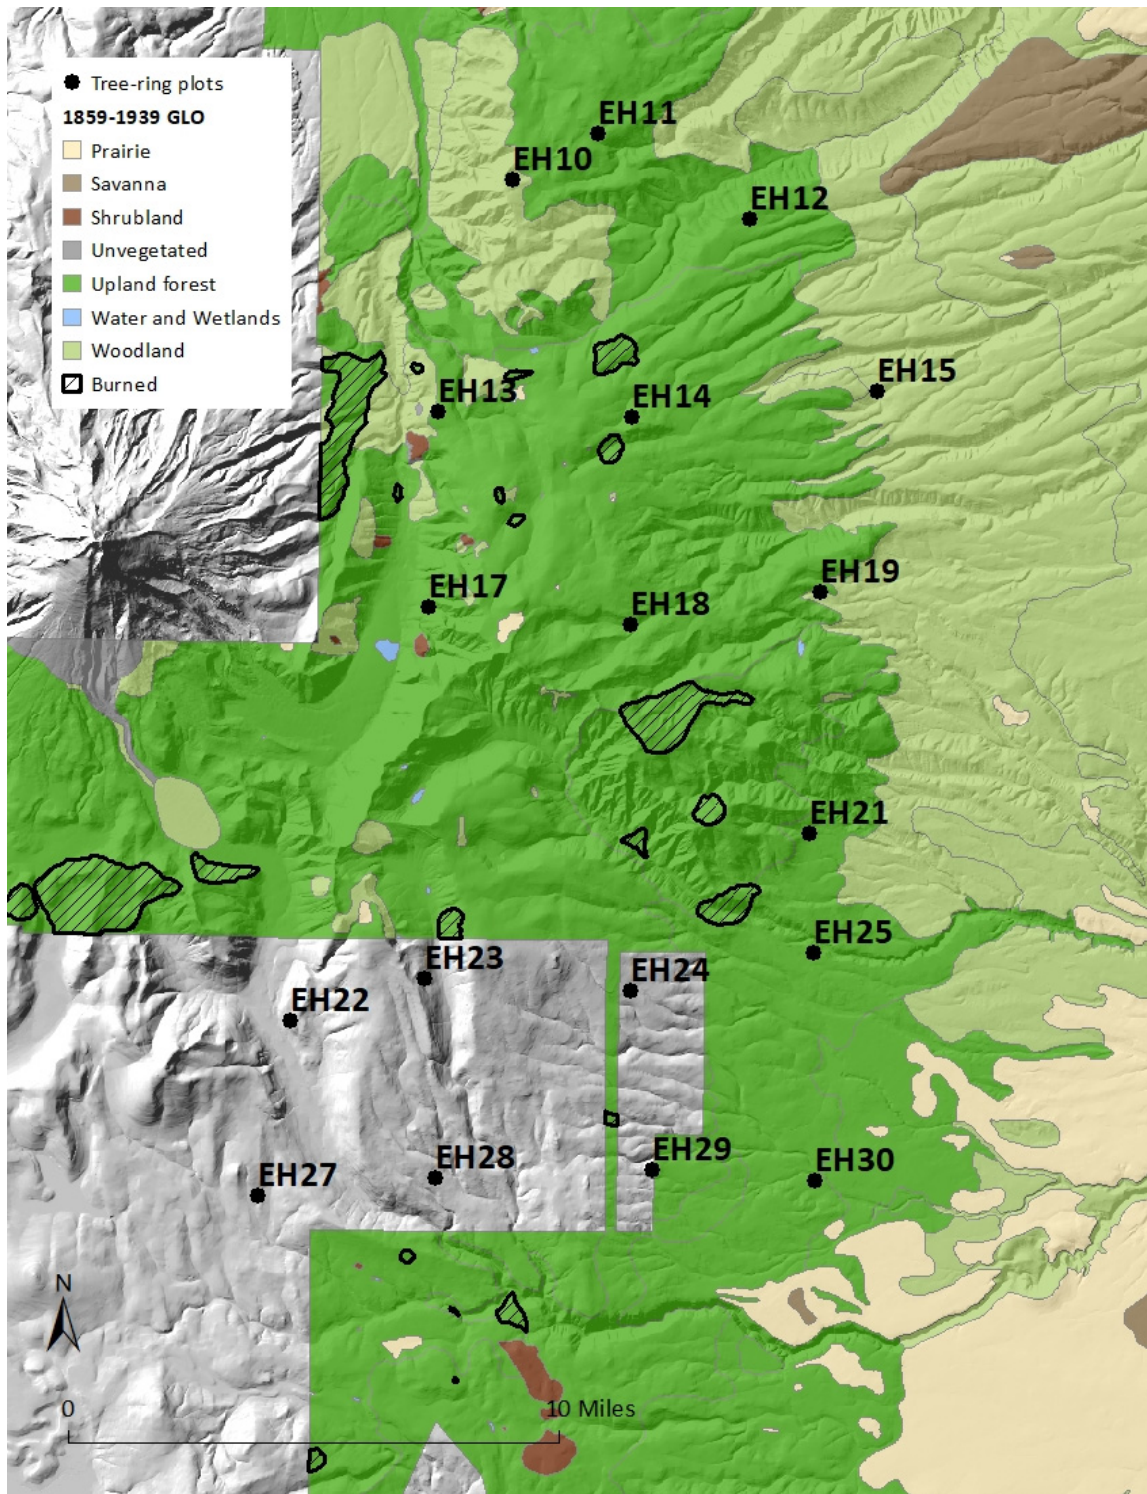 Tree-ring plots
1859-1939 GLO
Prairie
Savanna
Shrubland
Unvegetated
Upland forest
Water and Wetlands
Woodland
Burned
EH11
EH10
EH12
EH15
EH13
EH14
EH19
EH17
EH18
EH21
EH25
EH23
EH24
EH22
EH29
EH28
EH30
EH27
N
0 10 Miles